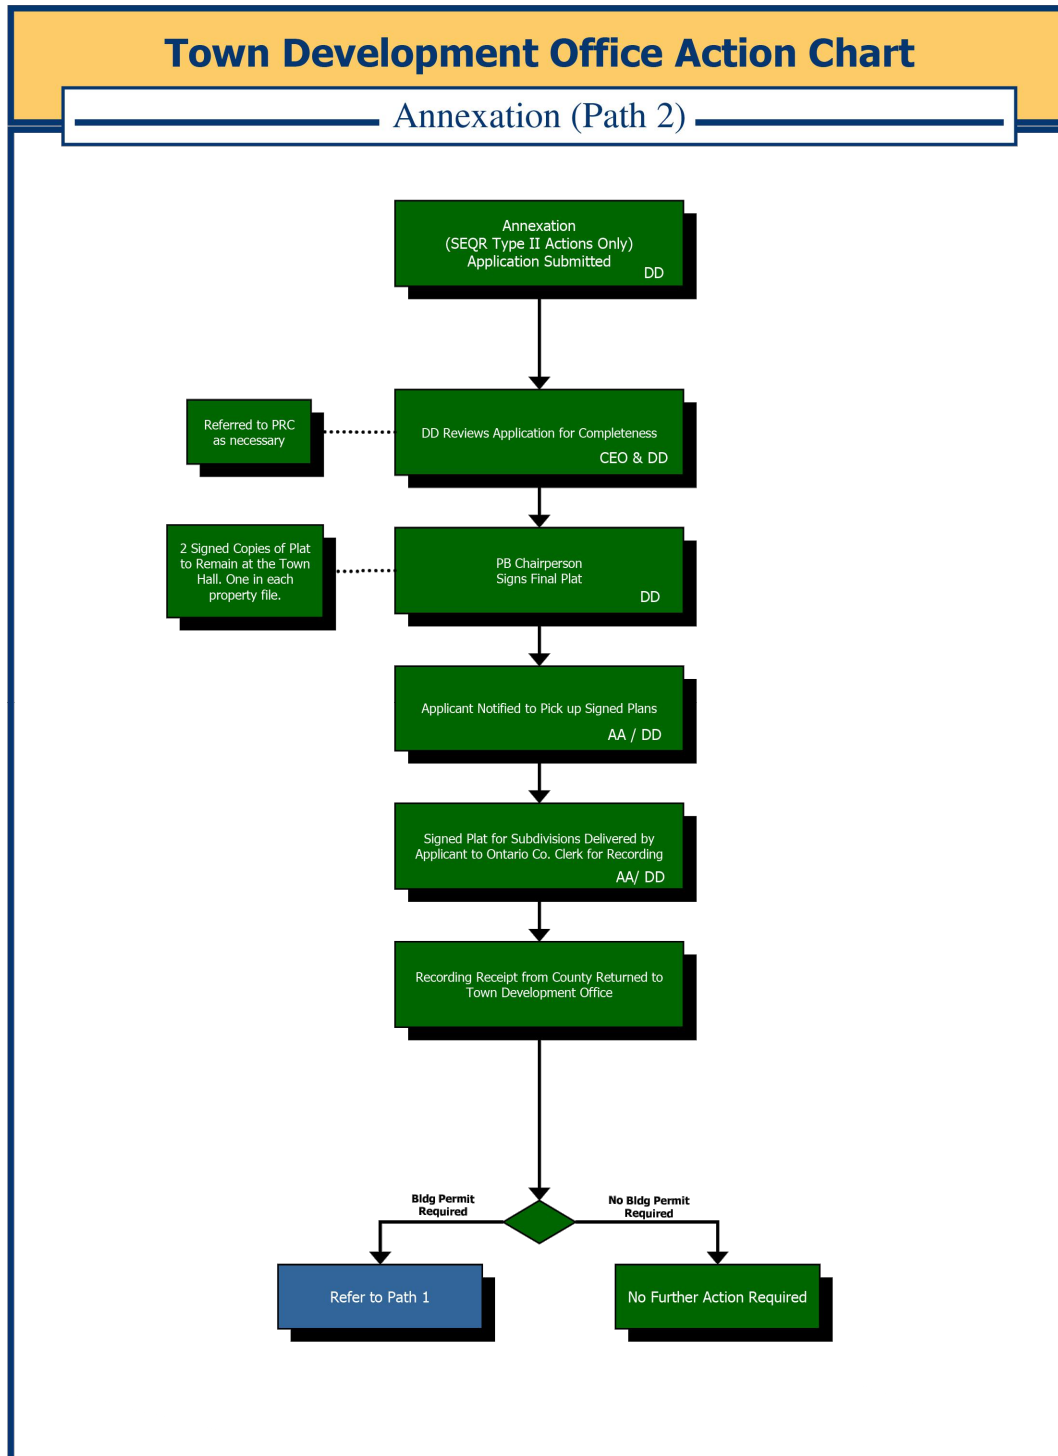 Town Development Office Action Chart
Annexation (Path 2)
Annexation
(SEQR Type II Actions Only)
Application Submitted
DD
Referred to PRC
as necessary
DD Reviews Application for Completeness
CEO & DD
2 Signed Copies of Plat
to Remain at the Town
Hall. One in each
property file.
PB Chairperson
Signs Final Plat
DD
Applicant Notified to Pick up Signed Plans
AA / DD
Signed Plat for Subdivisions Delivered by
Applicant to Ontario Co. Clerk for Recording
AA/ DD
Recording Receipt from County Returned to
Town Development Office
Bldg Permit
Required
No Bldg Permit
Required
Refer to Path 1
No Further Action Required